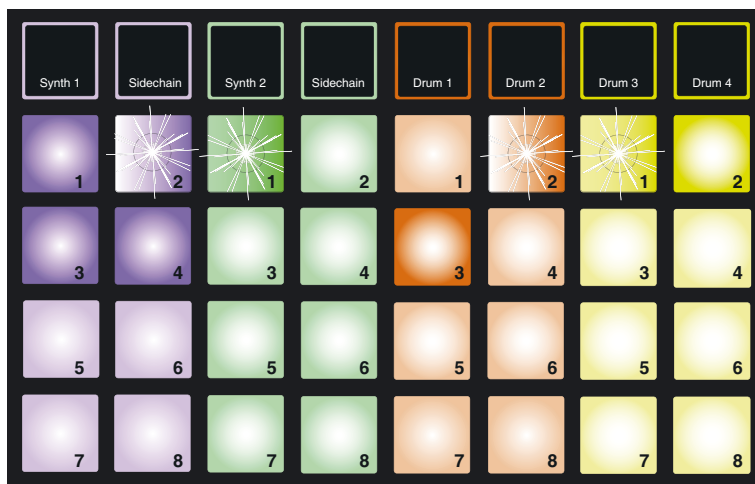 Synth 1 Sidechain Synth 2 Sidechain Drum 1 Drum 2 Drum 3 Drum 4
1 2 1 2 1 2 1 2
3 4 3 4 3 4 3 4
5 6 5 6 5 6 5 6
7 8 7 8 7 8 7 8